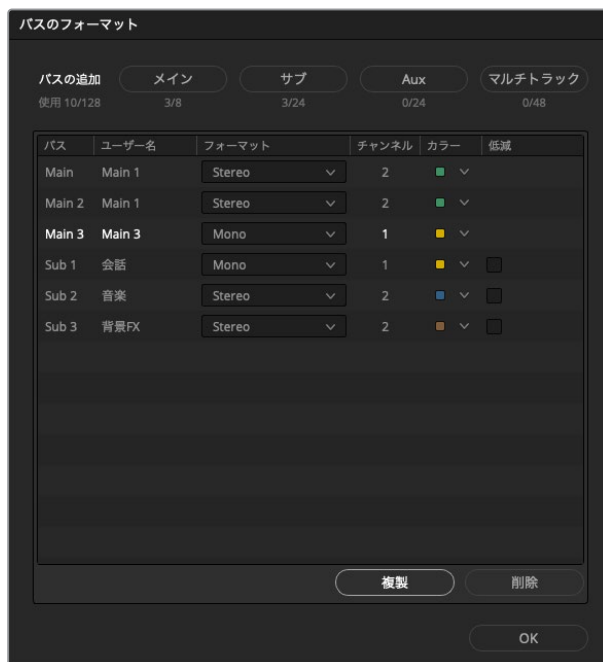 バスのフォーマット
バスの追加 メイン サブ Aux マルチトラック
使用 10/128 3/8 3/24 0/24 0/48
バス ユーザー名 フォーマット チャンネル カラー 低減
Main Main 1 Stereo 2
Main 2 Main 1 Stereo 2
Main 3 Main 3 Mono 1
Sub 1 会話 Mono 1
Sub 2 音楽 Stereo 2
Sub 3 背景FX Stereo 2
複製 削除
OK